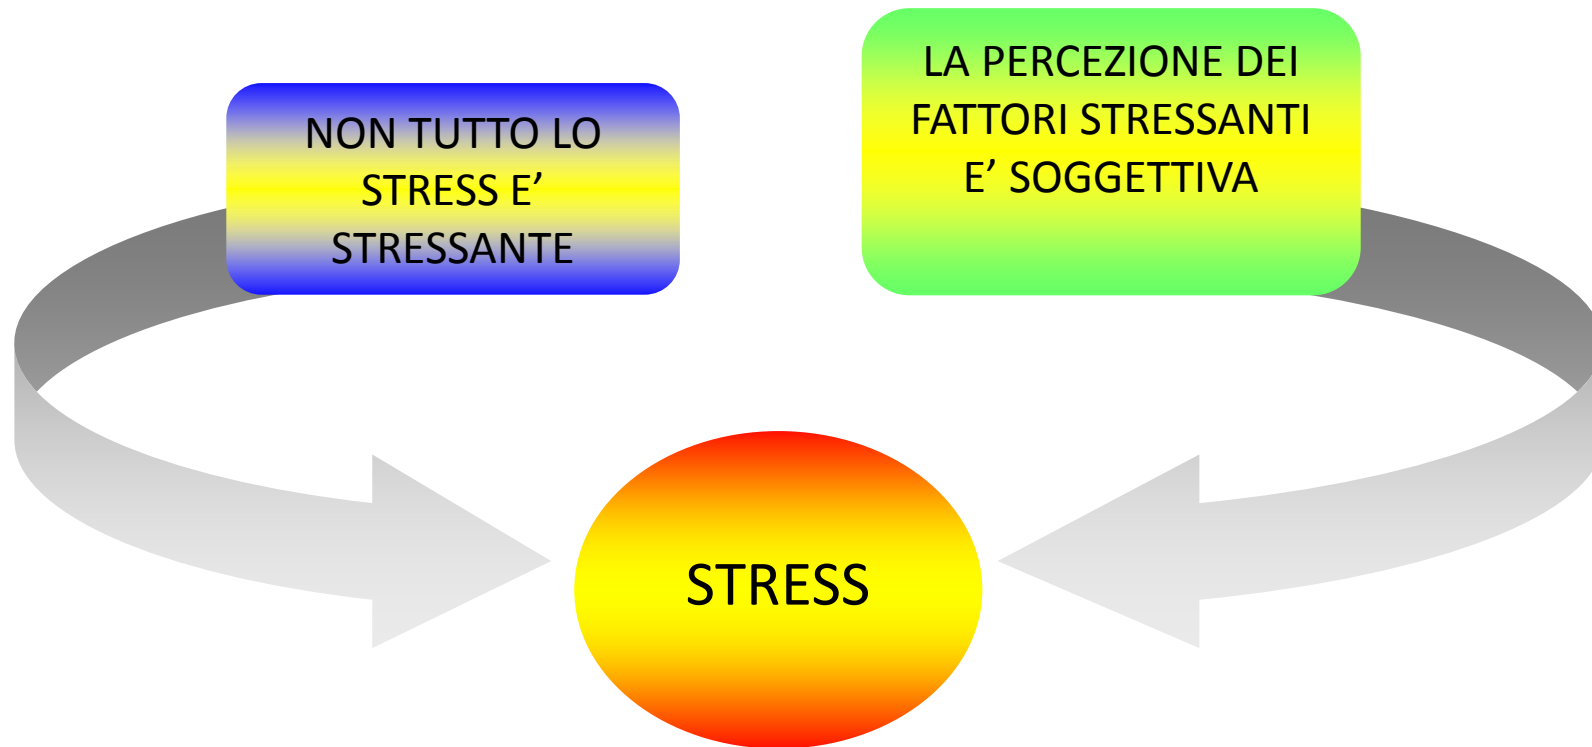 NON TUTTO LO
STRESS E’
STRESSANTE
LA PERCEZIONE DEI
FATTORI STRESSANTI
E’ SOGGETTIVA
STRESS